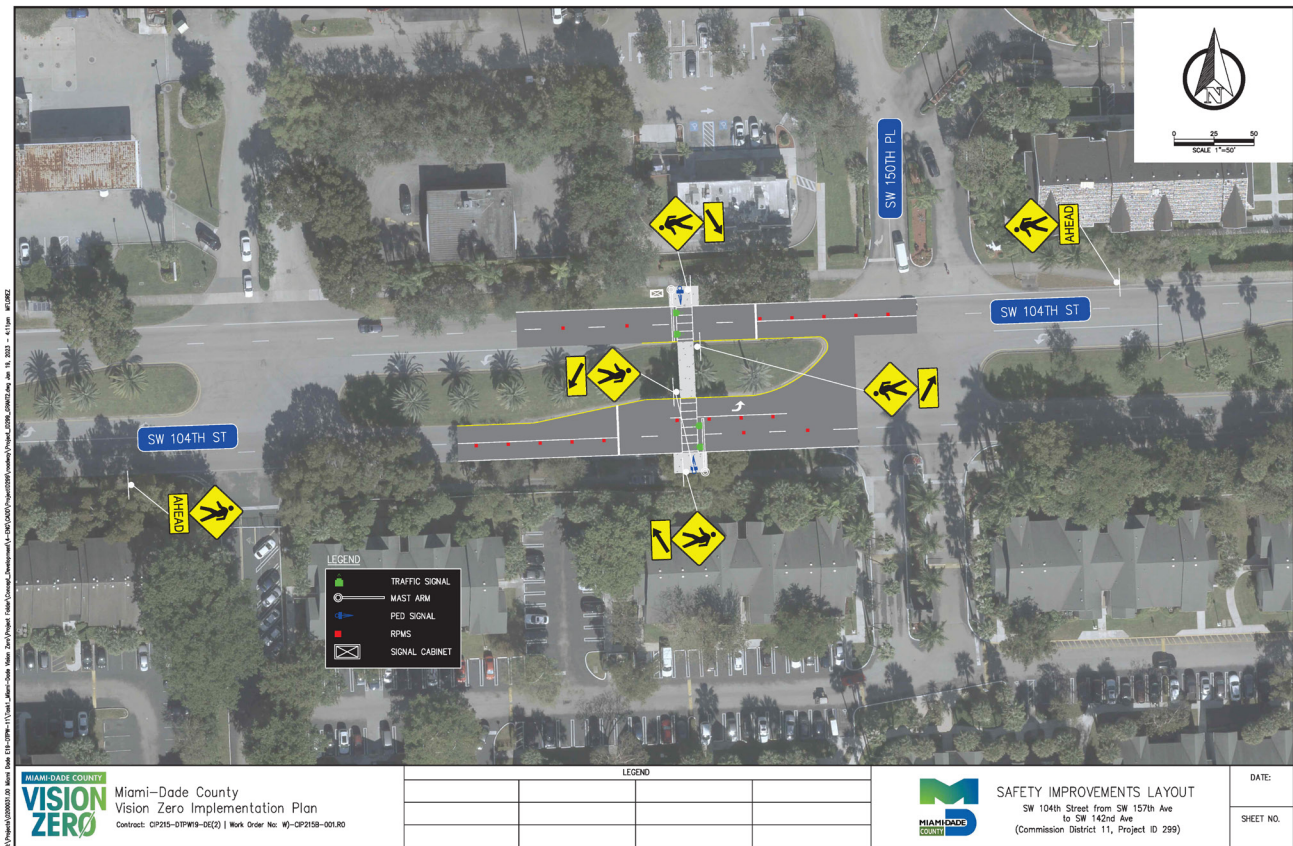 N
0 25 50
SCALE 1"=50'
SW 150TH PL
AHEAD
SW 104TH ST
SW 104TH ST
AHEAD
LEGEND
TRAFFIC SIGNAL
MAST ARM
PED SIGNAL
RPMS
SIGNAL CABINET
MIAMI-DADE COUNTY
VISION
ZERO
Miami-Dade County
Vision Zero Implementation Plan
Contract: CIP215-DTPW19-DE(2) | Work Order No: W)-CIP215B-001.R0
LEGEND
MIAMI-DADE
COUNTY
SAFETY IMPROVEMENTS LAYOUT
SW 104th Street from SW 157th Ave
to SW 142nd Ave
(Commission District 11, Project ID 299)
DATE:
SHEET NO.